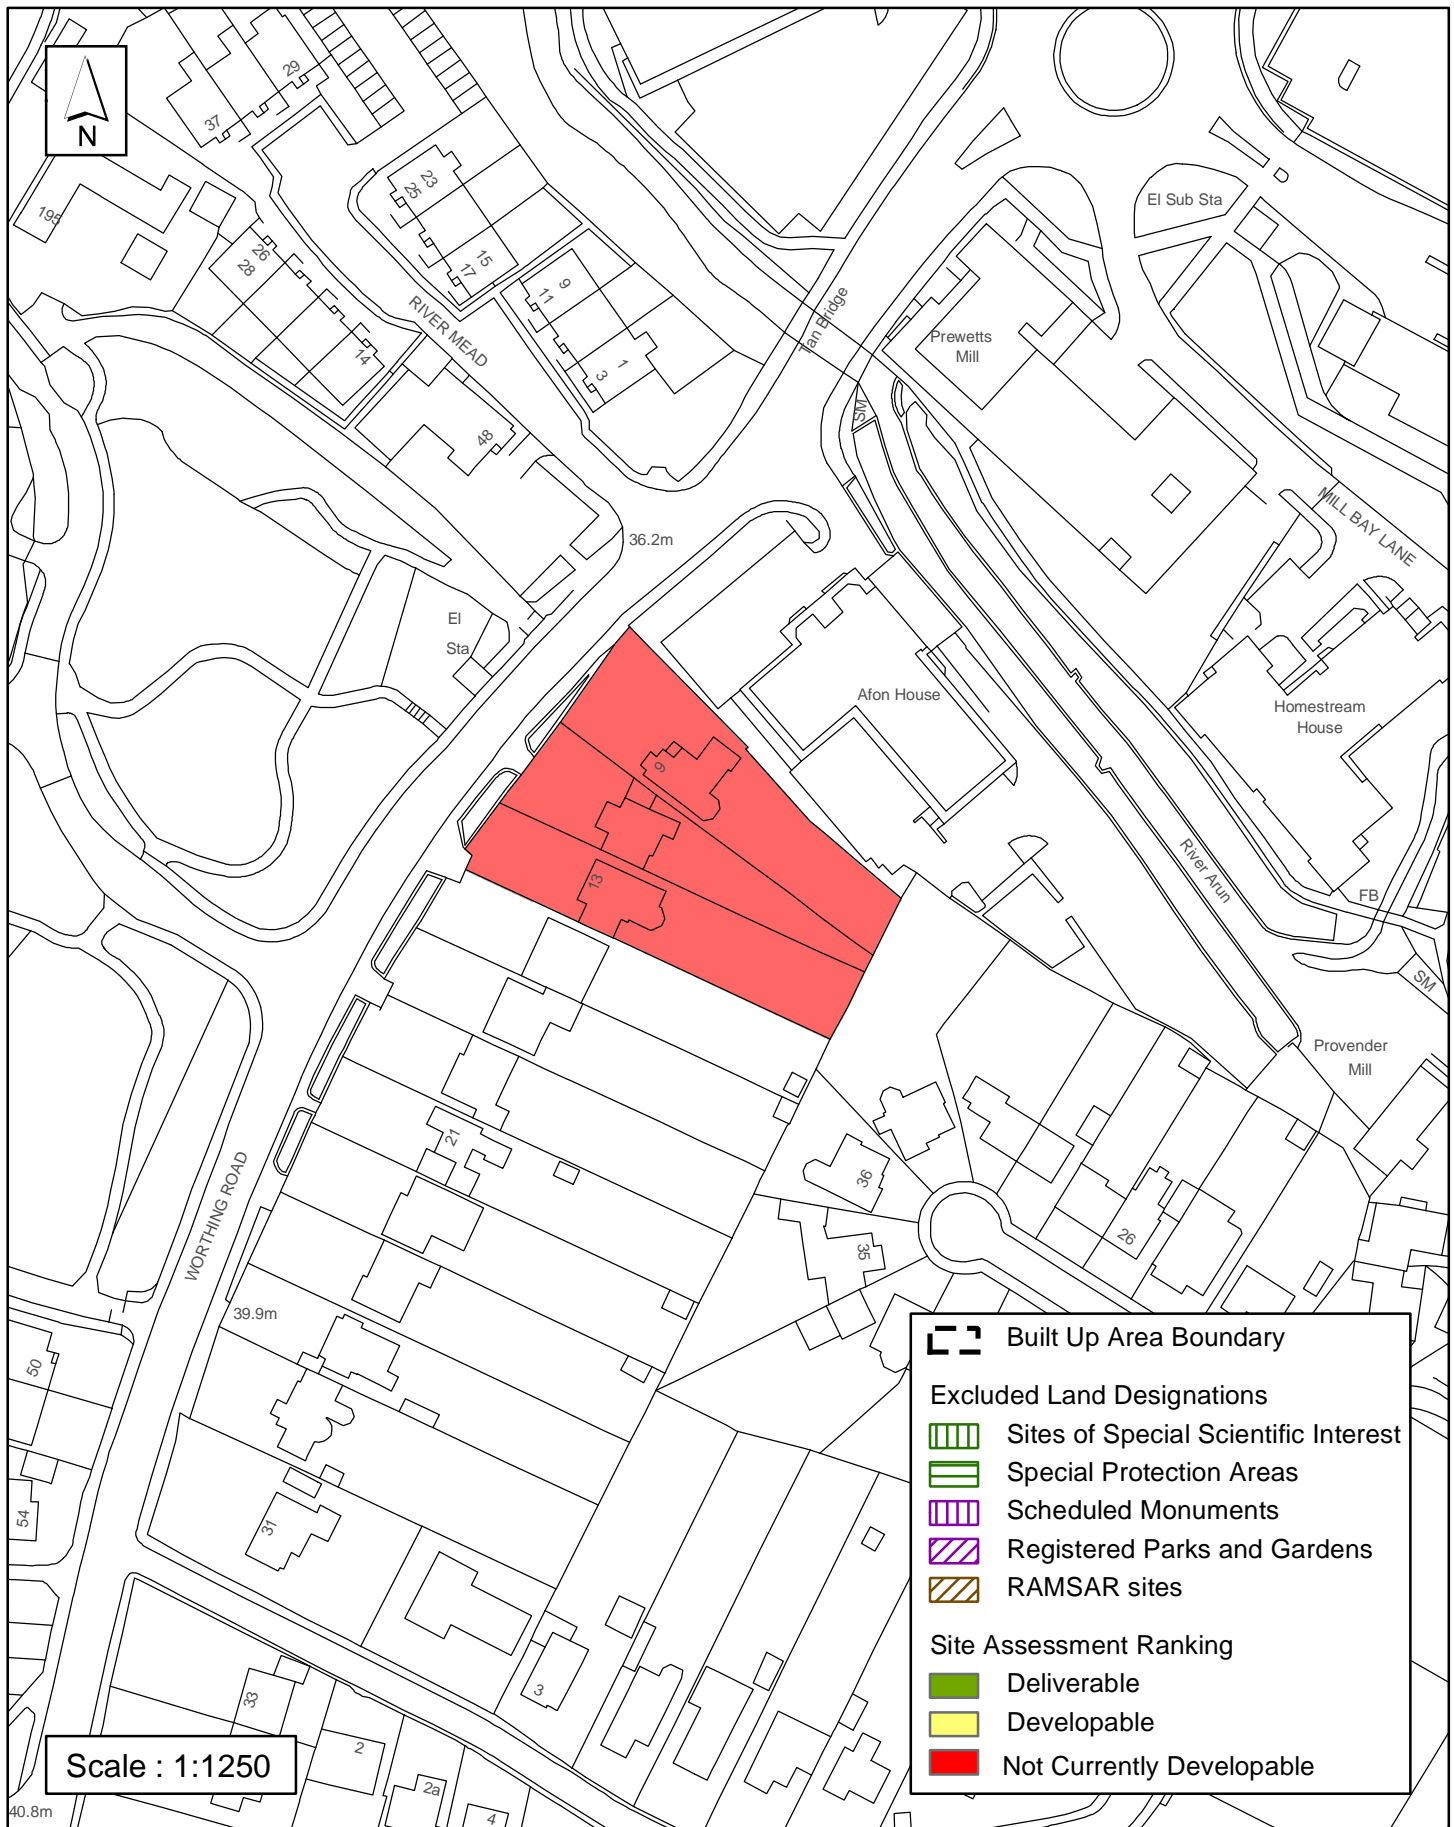 N
29
37
195
23
25
15
17
26
28
14
RIVER MEAD
9
11
1
3
48
Tan Bridge
El Sub Sta
Prewetts
Mill
SM
MILL BAY LANE
36.2m
El
Sta
Afon House
Homestream
House
9
13
River Arun
FB
SM
Provender
Mill
21
36
35
26
WORTHING ROAD
39.9m
50
54
31
3
33
2
2a
4
40.8m
Scale : 1:1250
Built Up Area Boundary
Excluded Land Designations
Sites of Special Scientific Interest
Special Protection Areas
Scheduled Monuments
Registered Parks and Gardens
RAMSAR sites
Site Assessment Ranking
Deliverable
Developable
Not Currently Developable